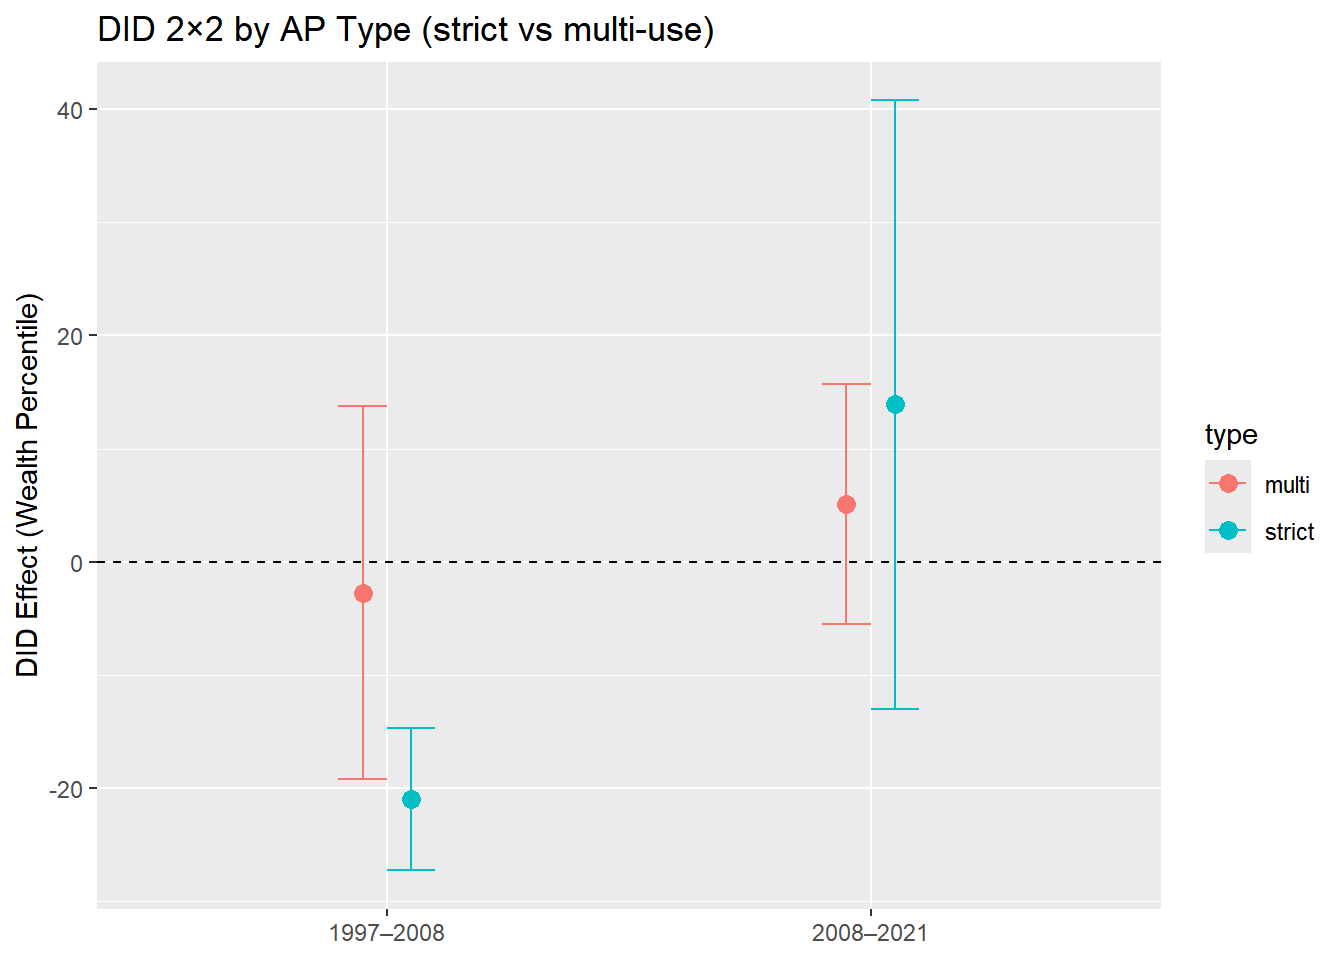 DID 2×2 by AP Type (strict vs multi-use)
DID Effect (Wealth Percentile)
40
20
0
-20
1997–2008
2008–2021
type
multi
strict